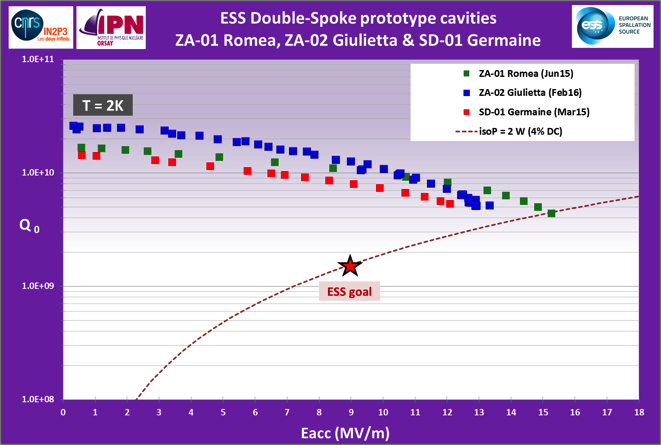 ESS Double-Spoke prototype cavities
ZA-01 Romea, ZA-02 Giulietta & SD-01 Germaine
cnrs
IN2P3
Les deux infinis
IPN
INSTITUT DE PHYSIQUE NUCLÉAIRE
ORSAY
ess
EUROPEAN
SPALLATION
SOURCE
1.0E+11
T = 2K
ZA-01 Romea (Jun15)
ZA-02 Giulietta (Feb16)
SD-01 Germaine (Mar15)
isoP = 2 W (4% DC)
1.0E+10
Q0
1.0E+09
ESS goal
1.0E+08
0 1 2 3 4 5 6 7 8 9 10 11 12 13 14 15 16 17 18
Eacc (MV/m)